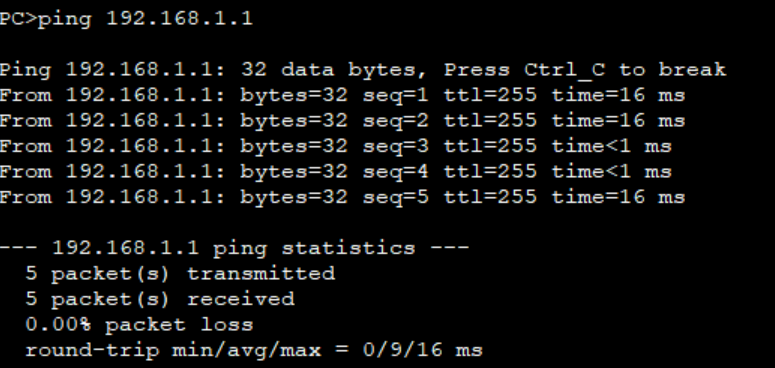 PC>ping 192.168.1.1
Ping 192.168.1.1: 32 data bytes, Press Ctrl_C to break
From 192.168.1.1: bytes=32 seq=1 ttl=255 time=16 ms
From 192.168.1.1: bytes=32 seq=2 ttl=255 time=16 ms
From 192.168.1.1: bytes=32 seq=3 ttl=255 time<1 ms
From 192.168.1.1: bytes=32 seq=4 ttl=255 time<1 ms
From 192.168.1.1: bytes=32 seq=5 ttl=255 time=16 ms
--- 192.168.1.1 ping statistics ---
5 packet(s) transmitted
5 packet(s) received
0.00% packet loss
round-trip min/avg/max = 0/9/16 ms